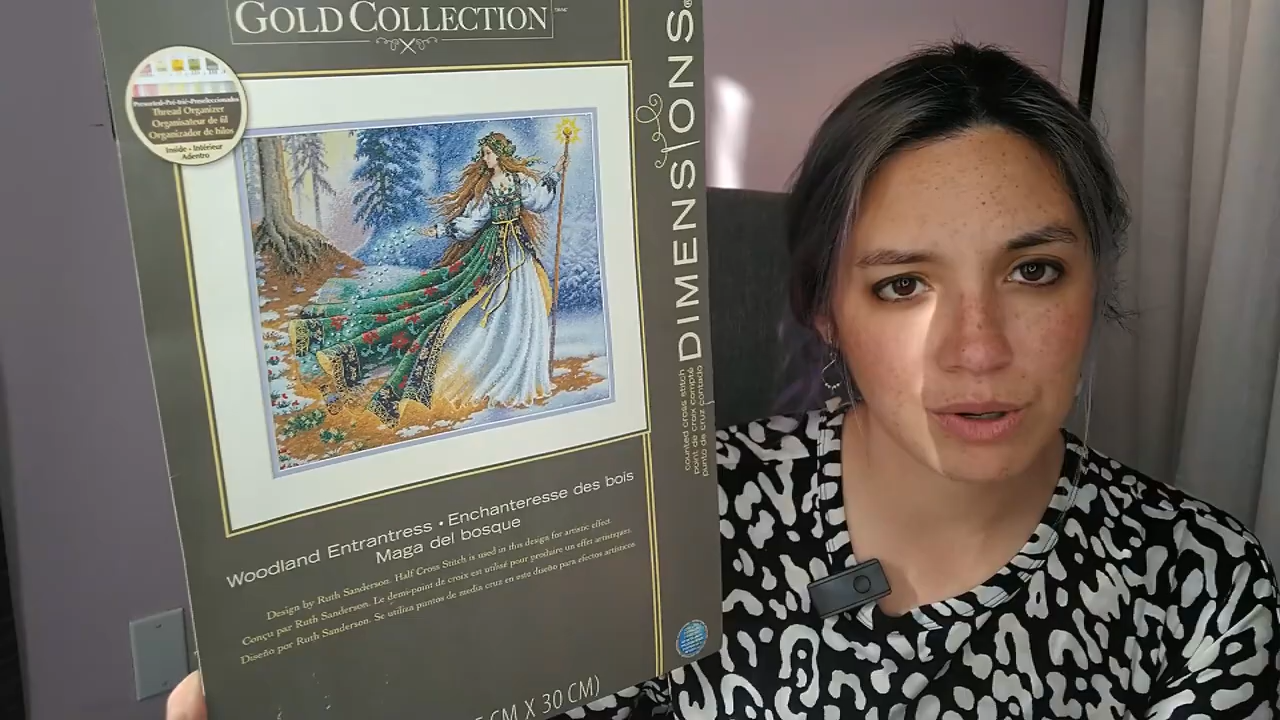 GOLD COLLECTION
Presorted•Pré-trié•Preseleccionados
Thread Organizer
Organisateur de fil
Organizador de hilos
Inside • Intérieur
Adentro
DIMENSIONS®
counted cross stitch
point de croix compté
punto de cruz contado
Woodland Entrantress • Enchanteresse des bois
Maga del bosque
Design by Ruth Sanderson. Half Cross Stitch is used in this design for artistic effect.
Conçu par Ruth Sanderson. Le demi-point de croix est utilisé pour produire un effet artistique.
Diseño por Ruth Sanderson. Se utiliza puntos de media cruz en este diseño para efectos artísticos.
CM X 30 CM)